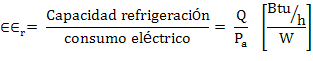 ∈∈r= Capacidad refrigeración / consumo eléctrico = Q / Pa [Btu/h / W]